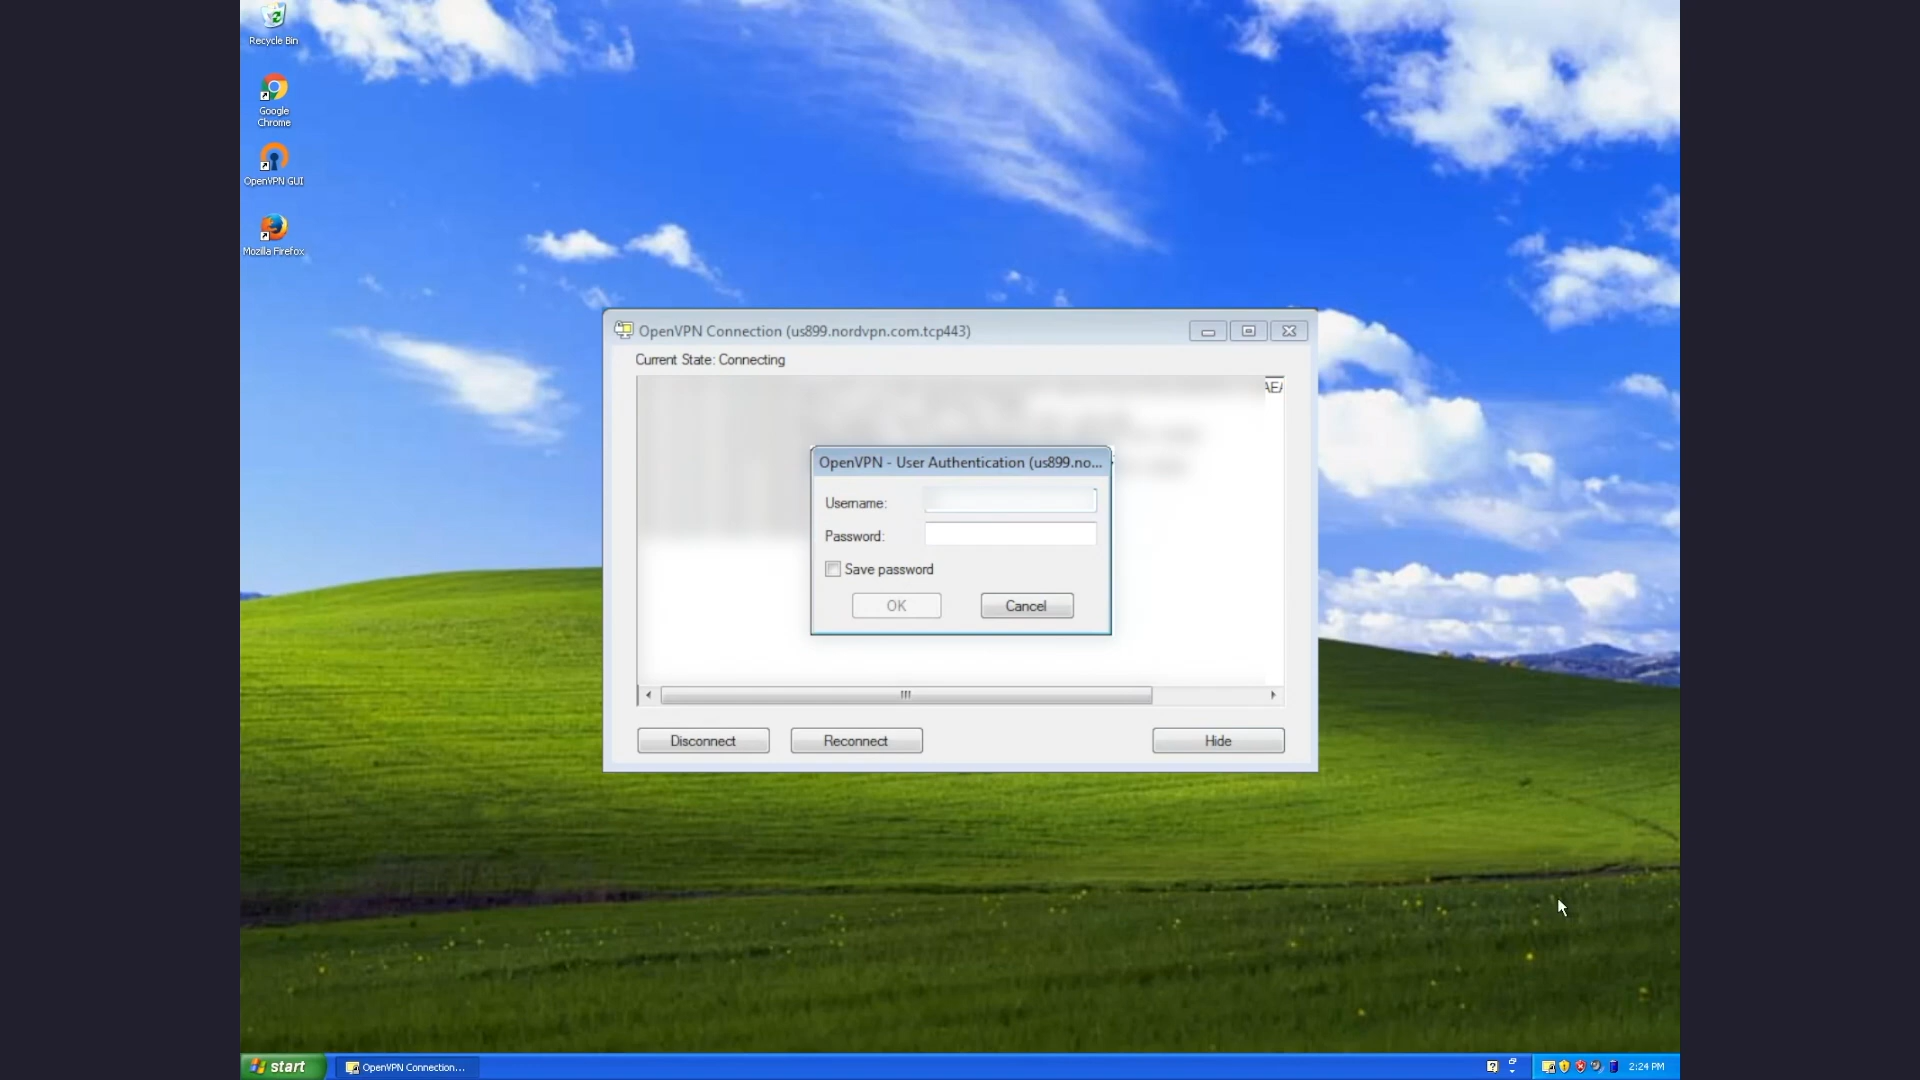 Recycle Bin
Google
Chrome
OpenVPN GUI
Mozilla Firefox
OpenVPN Connection (us899.nordvpn.com.tcp443)
Current State: Connecting
OpenVPN - User Authentication (us899.no...
Username:
Password:
Save password
OK
Cancel
Disconnect
Reconnect
Hide
start
OpenVPN Connection...
2:24 PM